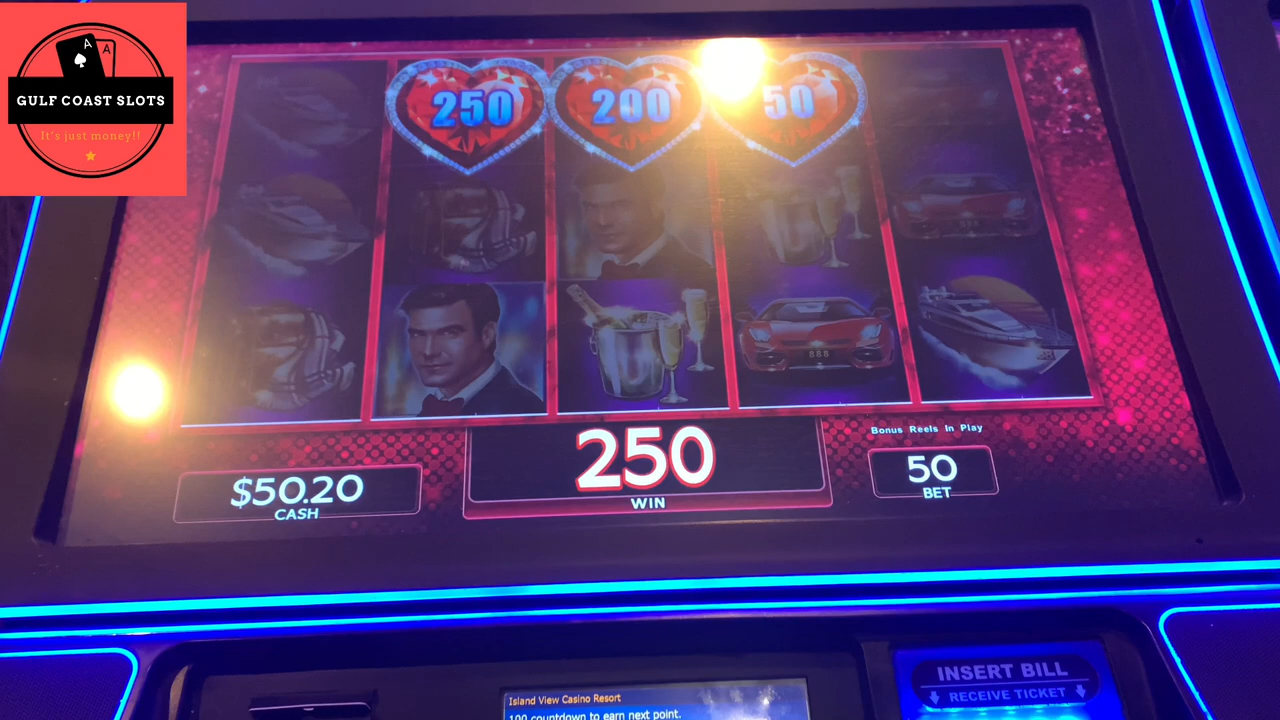 A
A
GULF COAST SLOTS
It's just money!!
250
200
50
888
Bonus Reels In Play
$50.20
CASH
250
WIN
50
BET
INSERT BILL
RECEIVE TICKET
Island View Casino Resort
100 countdown to earn next point.